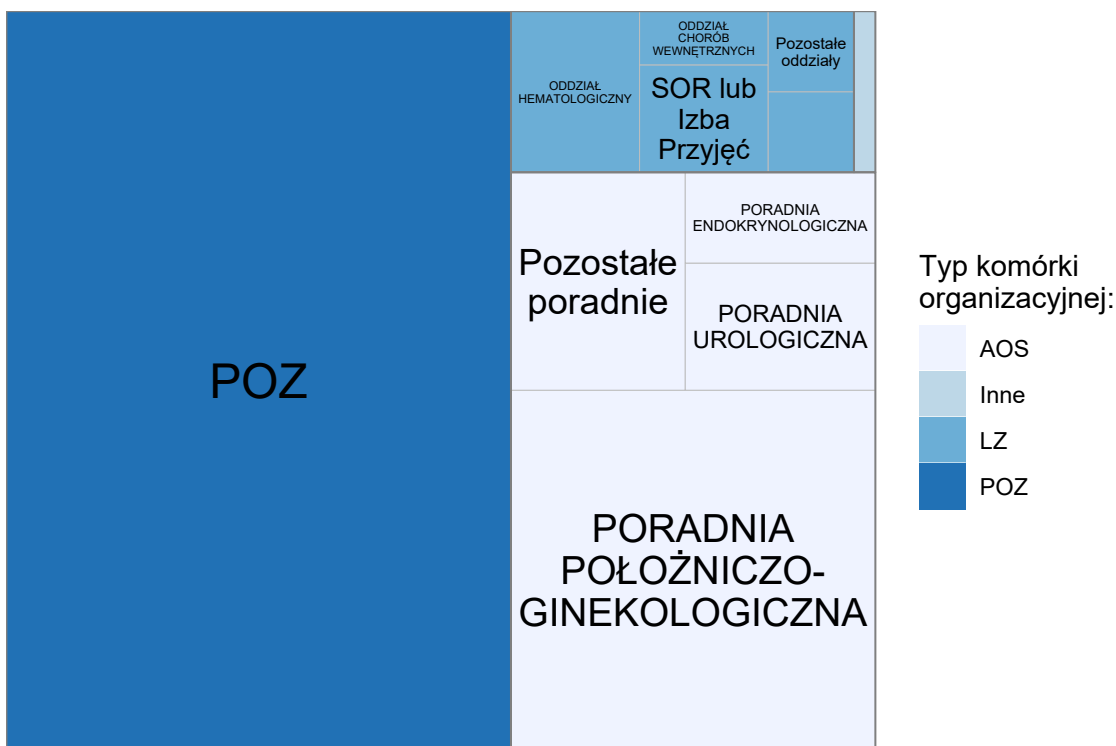 POZ
ODDZIAŁ
HEMATOLOGICZNY
ODDZIAŁ
CHORÓB
WEWNĘTRZNYCH
SOR lub
Izba
Przyjęć
Pozostałe
oddziały
Pozostałe
poradnie
PORADNIA
ENDOKRYNOLOGICZNA
PORADNIA
UROLOGICZNA
PORADNIA
POŁOŻNICZO-
GINEKOLOGICZNA
Typ komórki
organizacyjnej:
AOS
Inne
LZ
POZ